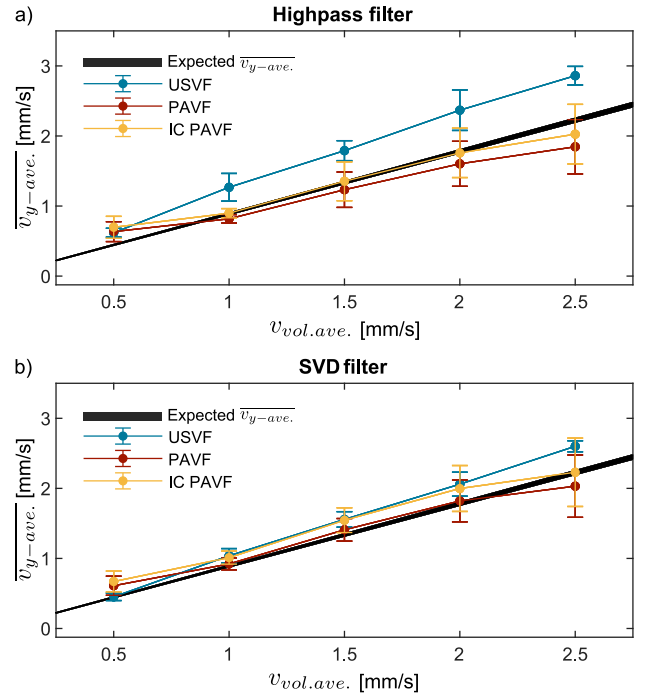 a) Highpass filter
Expected v_{y−ave.}
USVF
PAVF
IC PAVF
v_{y−ave.} [mm/s]
3
2
1
0
0.5 1 1.5 2 2.5
v_{vol.ave.} [mm/s]
b) SVD filter
Expected v_{y−ave.}
USVF
PAVF
IC PAVF
v_{y−ave.} [mm/s]
3
2
1
0
0.5 1 1.5 2 2.5
v_{vol.ave.} [mm/s]